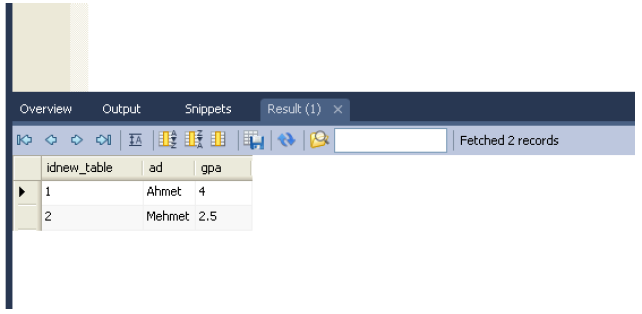 Overview Output Snippets Result (1)
Fetched 2 records
idnew_table ad gpa
1 Ahmet 4
2 Mehmet 2.5